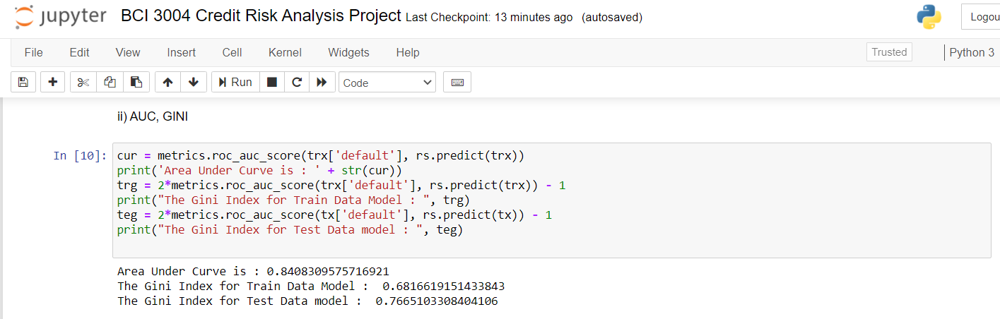 jupyter BCI 3004 Credit Risk Analysis Project Last Checkpoint: 13 minutes ago (autosaved)
Logou
File Edit View Insert Cell Kernel Widgets Help
Trusted
Python 3
Run
Code
ii) AUC, GINI
In [10]: cur = metrics.roc_auc_score(trx['default'], rs.predict(trx))
print('Area Under Curve is : ' + str(cur))
trg = 2*metrics.roc_auc_score(trx['default'], rs.predict(trx)) - 1
print("The Gini Index for Train Data Model : ", trg)
teg = 2*metrics.roc_auc_score(tx['default'], rs.predict(tx)) - 1
print("The Gini Index for Test Data model : ", teg)
Area Under Curve is : 0.8408309575716921
The Gini Index for Train Data Model :  0.6816619151433843
The Gini Index for Test Data model :  0.7665103308404106